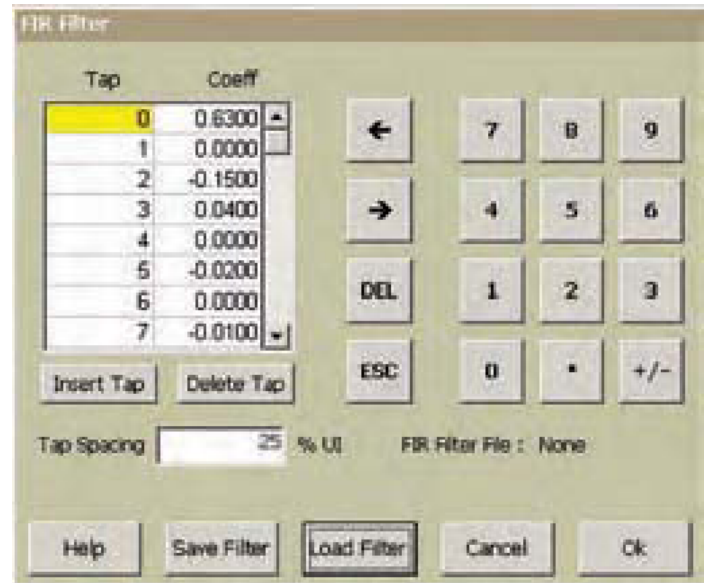 FIR Filter
Tap Coeff
0 0.6300
1 0.0000
2 -0.1500
3 0.0400
4 0.0000
5 -0.0200
6 0.0000
7 -0.0100
Insert Tap Delete Tap
← 7 8 9
→ 4 5 6
DEL 1 2 3
ESC 0 • +/-
Tap Spacing 25 % UI FIR Filter File : None
Help Save Filter Load Filter Cancel Ok